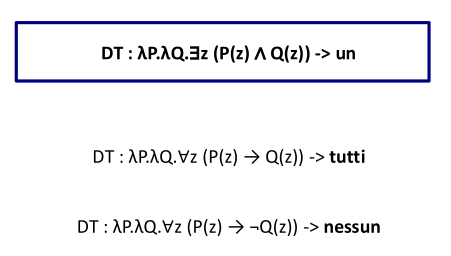 DT : λP.λQ.∃z (P(z) ∧ Q(z)) -> un
DT : λP.λQ.∀z (P(z) → Q(z)) -> tutti
DT : λP.λQ.∀z (P(z) → ¬Q(z)) -> nessun